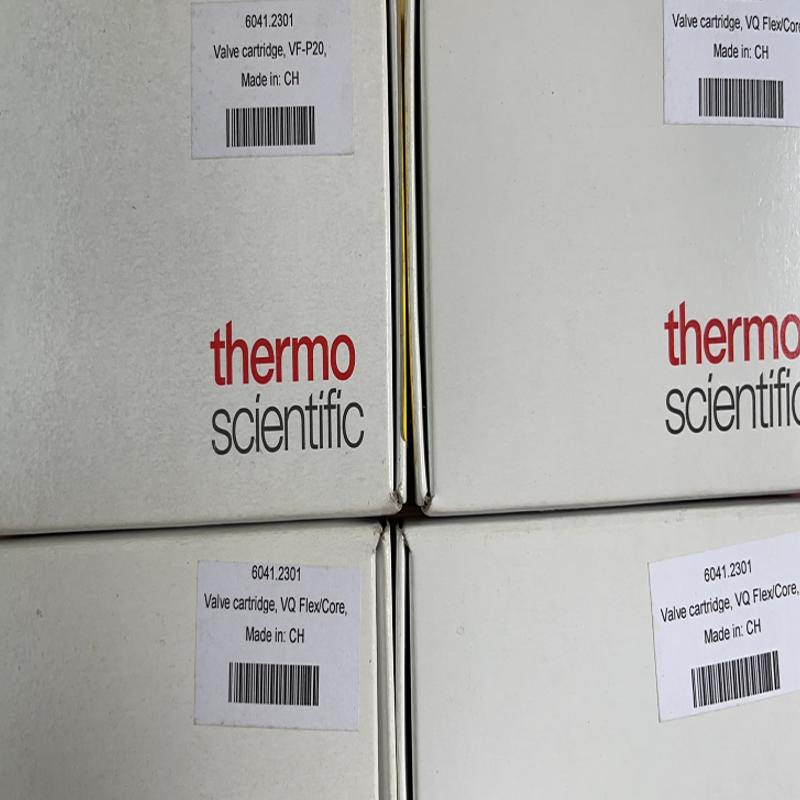 6041.2301
Valve cartridge, VF-P20,
Made in: CH
thermo
scientific
Valve cartridge, VQ Flex/Core
Made in: CH
thermo
scientific
6041.2301
Valve cartridge, VQ Flex/Core,
Made in: CH
6041.2301
Valve cartridge, VQ Flex/Core,
Made in: CH